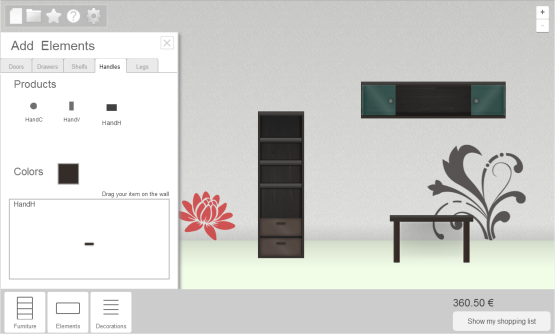 ?
+
-
Add Elements
Doors Drawers Shelfs Handles Legs
Products
HandC HandV HandH
Colors
Drag your item on the wall
HandH
Furniture Elements Decorations
360.50 €
Show my shopping list